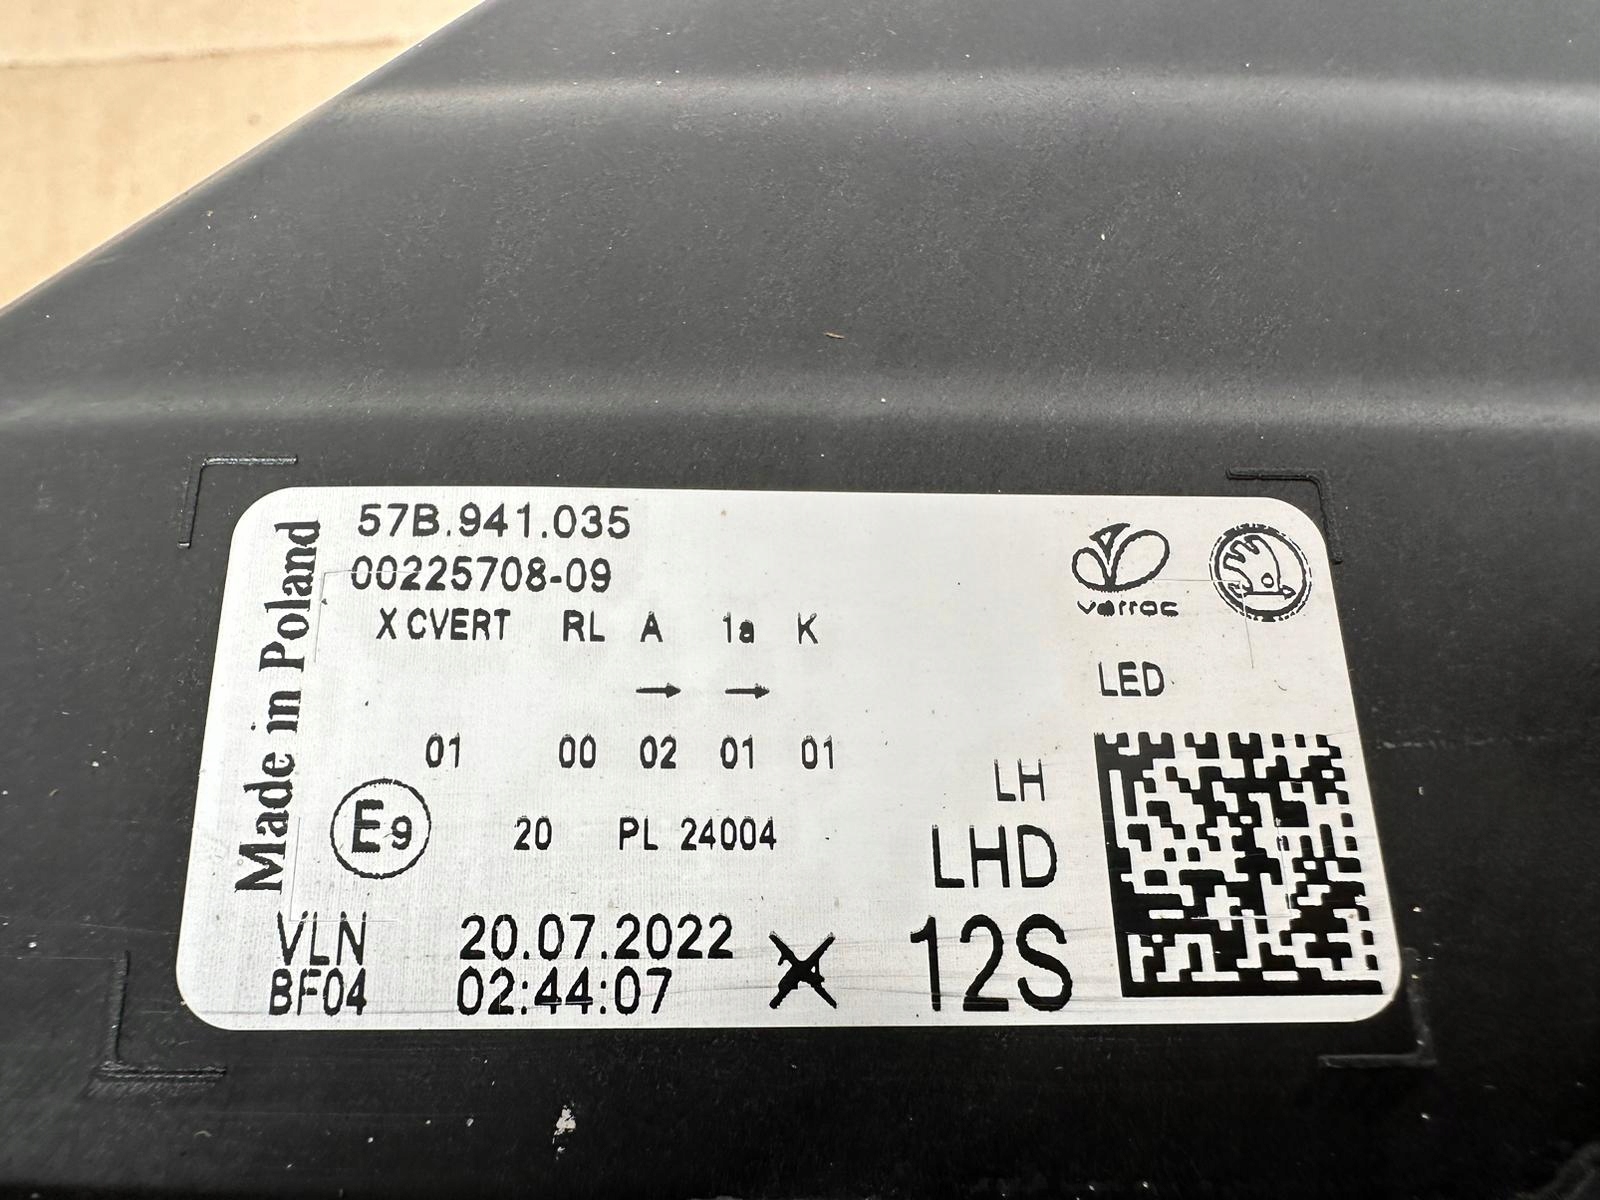 Made in Poland
57B.941.035
00225708-09
X CVERT RL A 1a K
→ →
01 00 02 01 01
E9 20 PL 24004
VLN 20.07.2022
BF04 02:44:07
X
varroc
LED
LH
LHD
12S